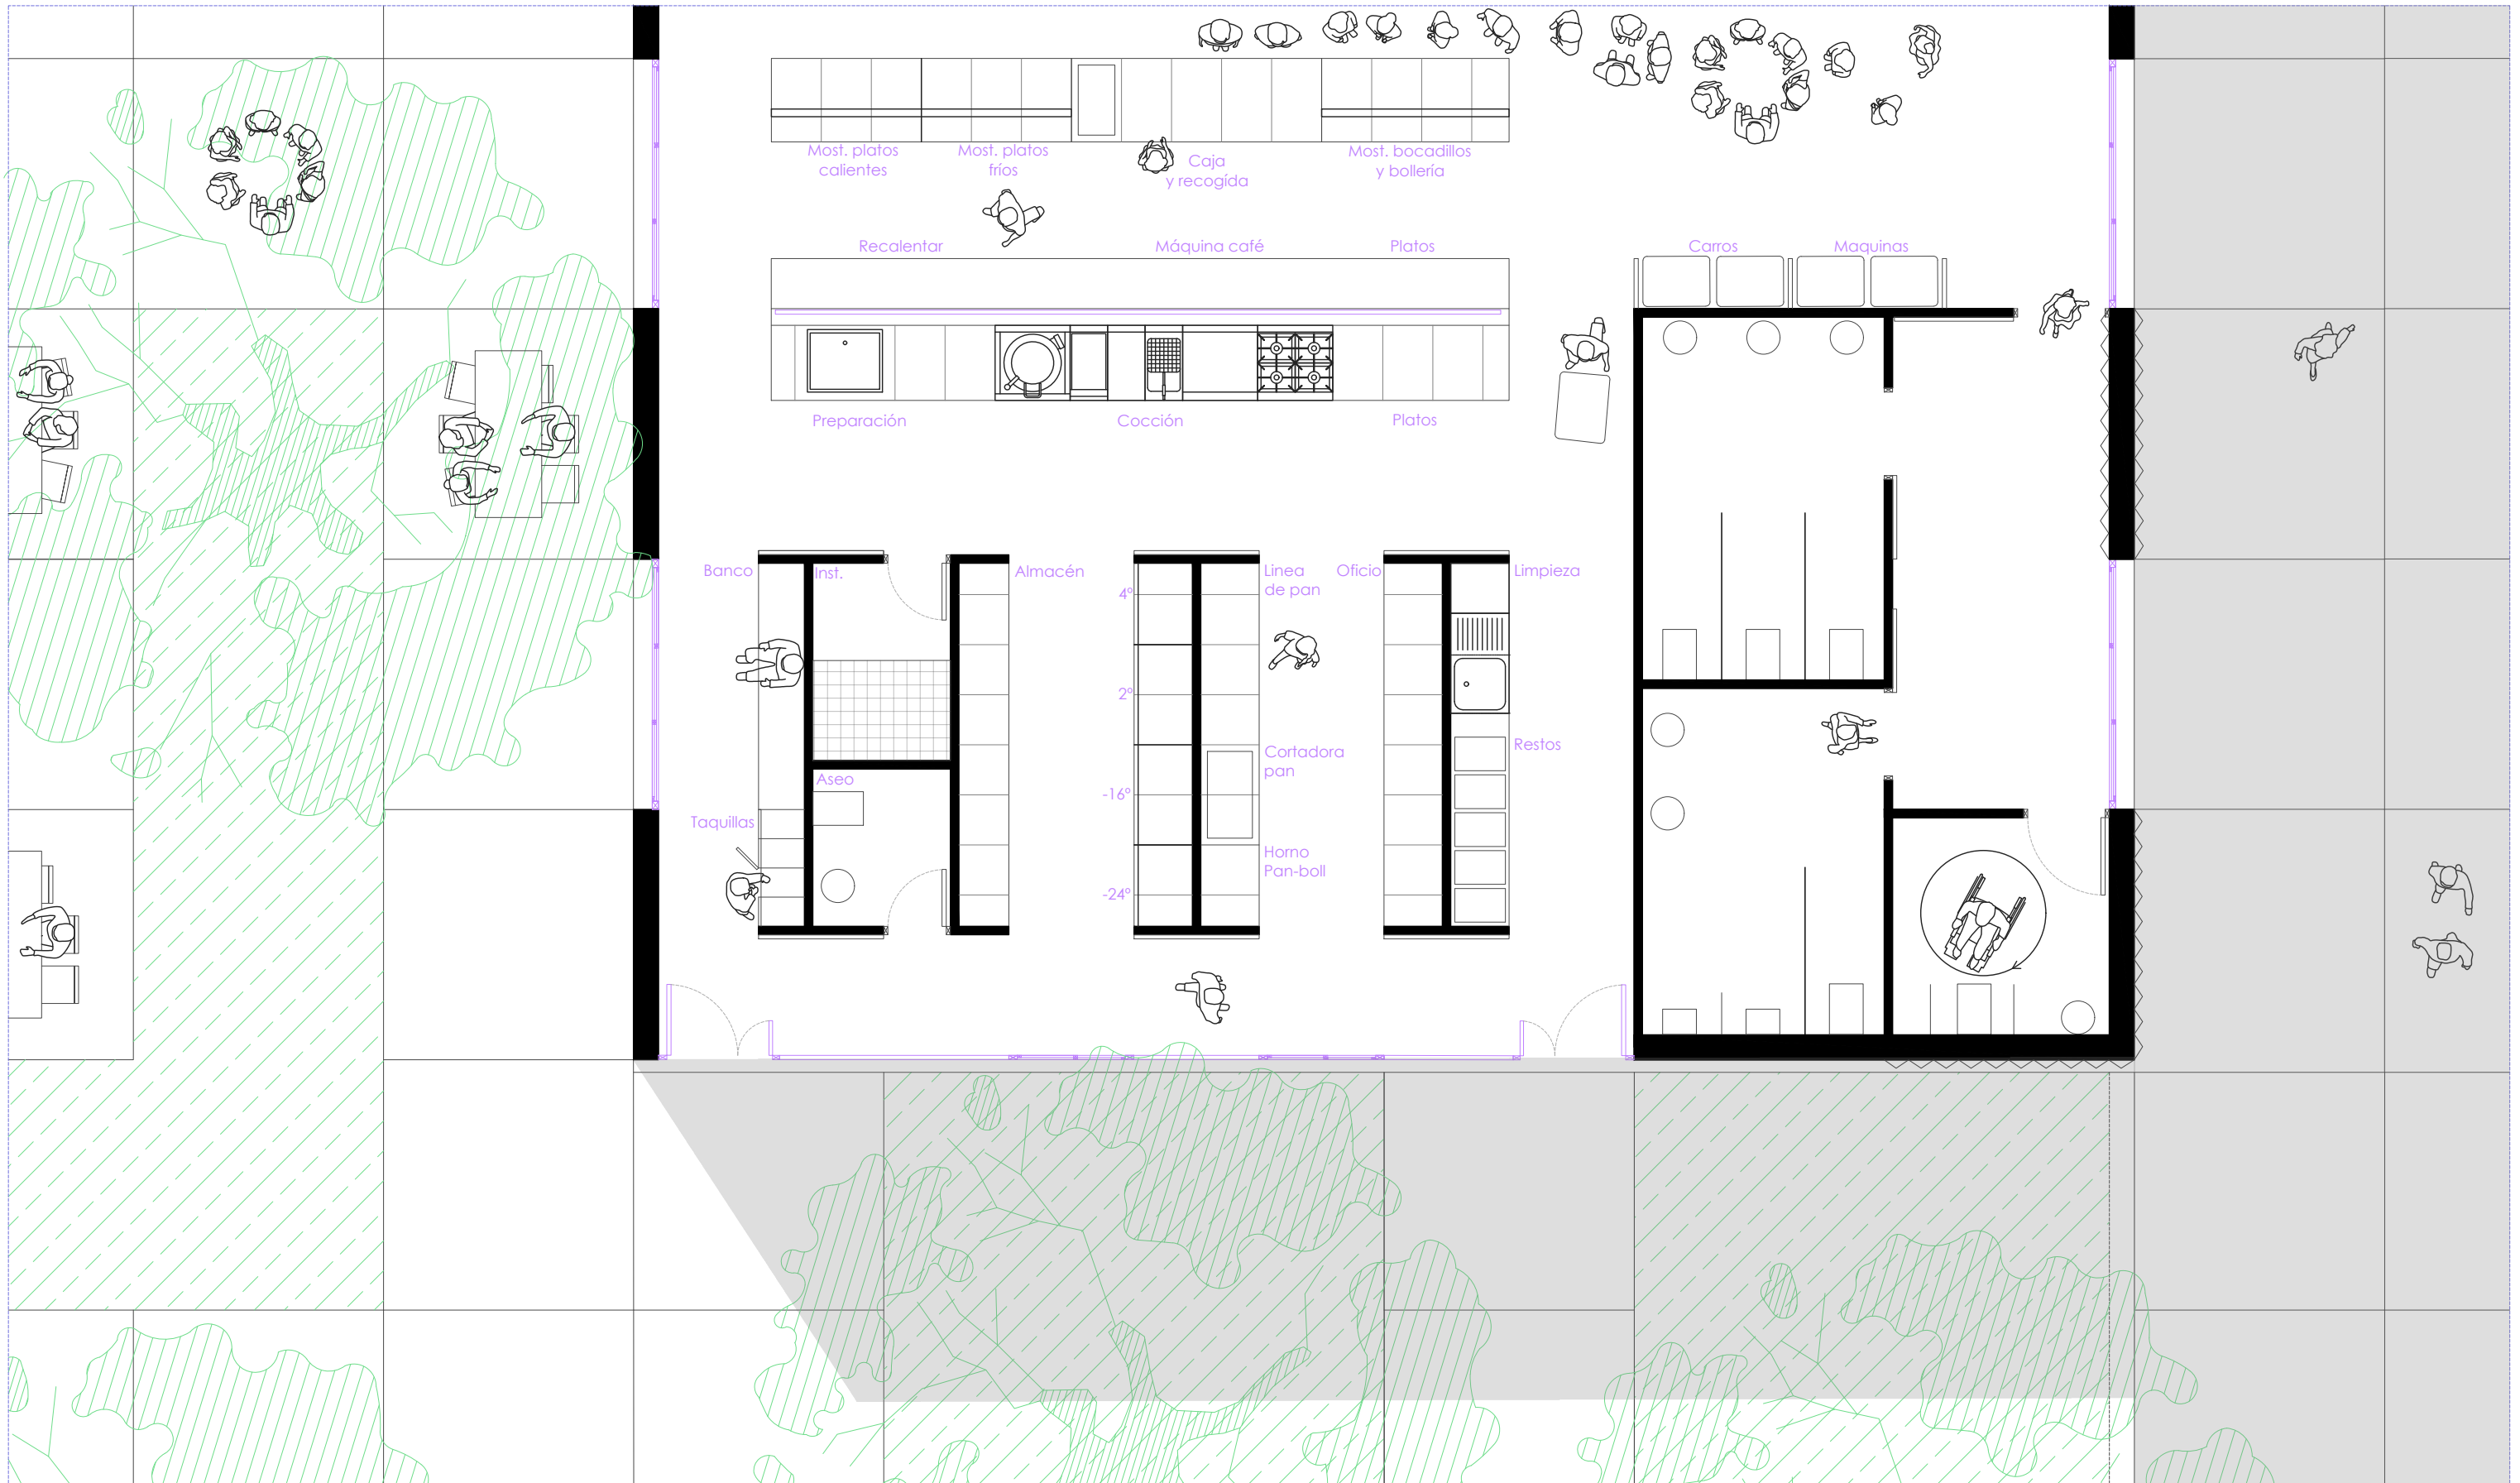 Most. platos
calientes
Most. platos
fríos
Caja
y recogída
Most. bocadillos
y bollería
Recalentar
Máquina café
Platos
Carros
Maquinas
Preparación
Cocción
Platos
Banco
Inst.
Almacén
4º
Linea
de pan
Oficio
Limpieza
2º
Cortadora
pan
Restos
Aseo
-16º
Taquillas
Horno
Pan-boll
-24º